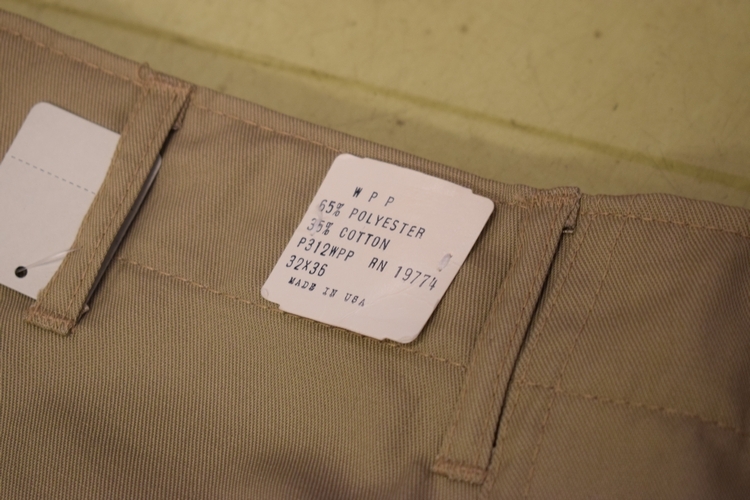 W P P
65% POLYESTER
35% COTTON
P312WPP RN 19774
32X36
MADE IN USA